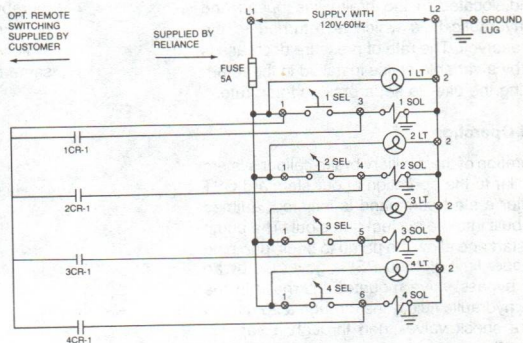 OPT. REMOTE
SWITCHING
SUPPLIED BY
CUSTOMER
SUPPLIED BY
RELIANCE
L1
SUPPLY WITH
120V-60Hz
L2
GROUND
LUG
FUSE
5A
1 LT
2
1
1 SEL
3
1 SOL
2 LT
2
1CR-1
1
2 SEL
4
2 SOL
3 LT
2
2CR-1
1
3 SEL
5
3 SOL
4 LT
2
3CR-1
1
4 SEL
6
4 SOL
4CR-1